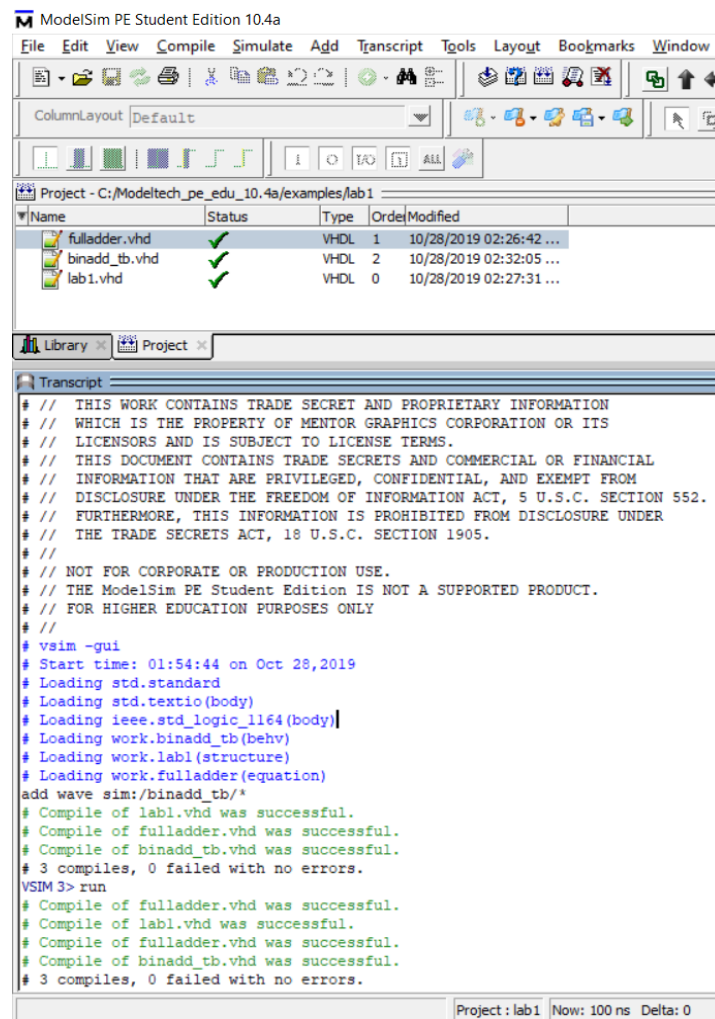 ModelSim PE Student Edition 10.4a
File Edit View Compile Simulate Add Transcript Tools Layout Bookmarks Window
ColumnLayout Default
1 O I/O 1 ALL
Project - C:/Modeltech_pe_edu_10.4a/examples/lab1
Name Status Type Order Modified
fulladder.vhd VHDL 1 10/28/2019 02:26:42 ...
binadd_tb.vhd VHDL 2 10/28/2019 02:32:05 ...
lab1.vhd VHDL 0 10/28/2019 02:27:31 ...
Library Project
Transcript
# // THIS WORK CONTAINS TRADE SECRET AND PROPRIETARY INFORMATION
# // WHICH IS THE PROPERTY OF MENTOR GRAPHICS CORPORATION OR ITS
# // LICENSORS AND IS SUBJECT TO LICENSE TERMS.
# // THIS DOCUMENT CONTAINS TRADE SECRETS AND COMMERCIAL OR FINANCIAL
# // INFORMATION THAT ARE PRIVILEGED, CONFIDENTIAL, AND EXEMPT FROM
# // DISCLOSURE UNDER THE FREEDOM OF INFORMATION ACT, 5 U.S.C. SECTION 552.
# // FURTHERMORE, THIS INFORMATION IS PROHIBITED FROM DISCLOSURE UNDER
# // THE TRADE SECRETS ACT, 18 U.S.C. SECTION 1905.
# //
# // NOT FOR CORPORATE OR PRODUCTION USE.
# // THE ModelSim PE Student Edition IS NOT A SUPPORTED PRODUCT.
# // FOR HIGHER EDUCATION PURPOSES ONLY
# //
# vsim -gui
# Start time: 01:54:44 on Oct 28,2019
# Loading std.standard
# Loading std.textio(body)
# Loading ieee.std_logic_1164(body)
# Loading work.binadd_tb(behv)
# Loading work.lab1(structure)
# Loading work.fulladder(equation)
add wave sim:/binadd_tb/*
# Compile of lab1.vhd was successful.
# Compile of fulladder.vhd was successful.
# Compile of binadd_tb.vhd was successful.
# 3 compiles, 0 failed with no errors.
VSIM 3> run
# Compile of fulladder.vhd was successful.
# Compile of lab1.vhd was successful.
# Compile of fulladder.vhd was successful.
# Compile of binadd_tb.vhd was successful.
# 3 compiles, 0 failed with no errors.
Project : lab1 Now: 100 ns Delta: 0